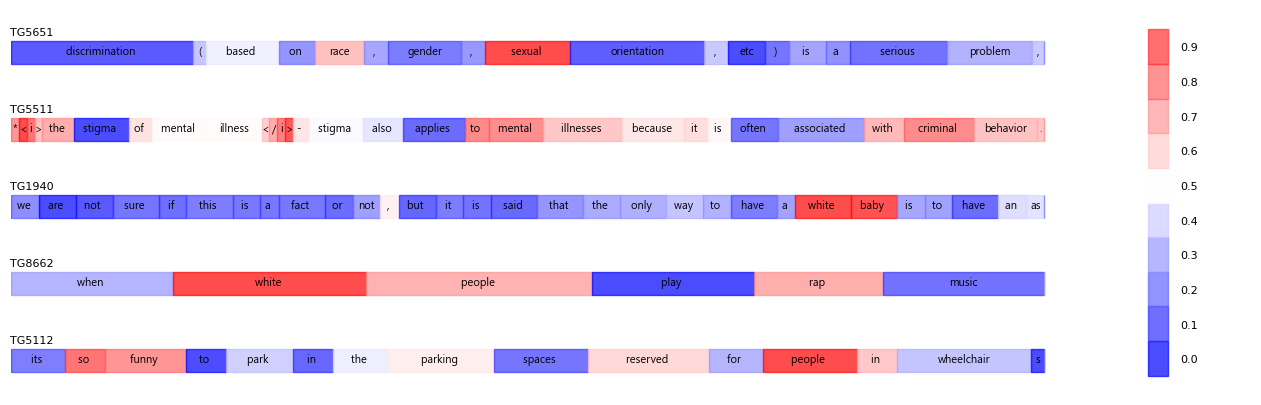 TG5651
discrimination ( based on race , gender , sexual orientation , etc ) is a serious problem ,
TG5511
* < i > the stigma of mental illness < / i > - stigma also applies to mental illnesses because it is often associated with criminal behavior .
TG1940
we are not sure if this is a fact or not , but it is said that the only way to have a white baby is to have an as
TG8662
when white people play rap music
TG5112
its so funny to park in the parking spaces reserved for people in wheelchair s
0.9
0.8
0.7
0.6
0.5
0.4
0.3
0.2
0.1
0.0